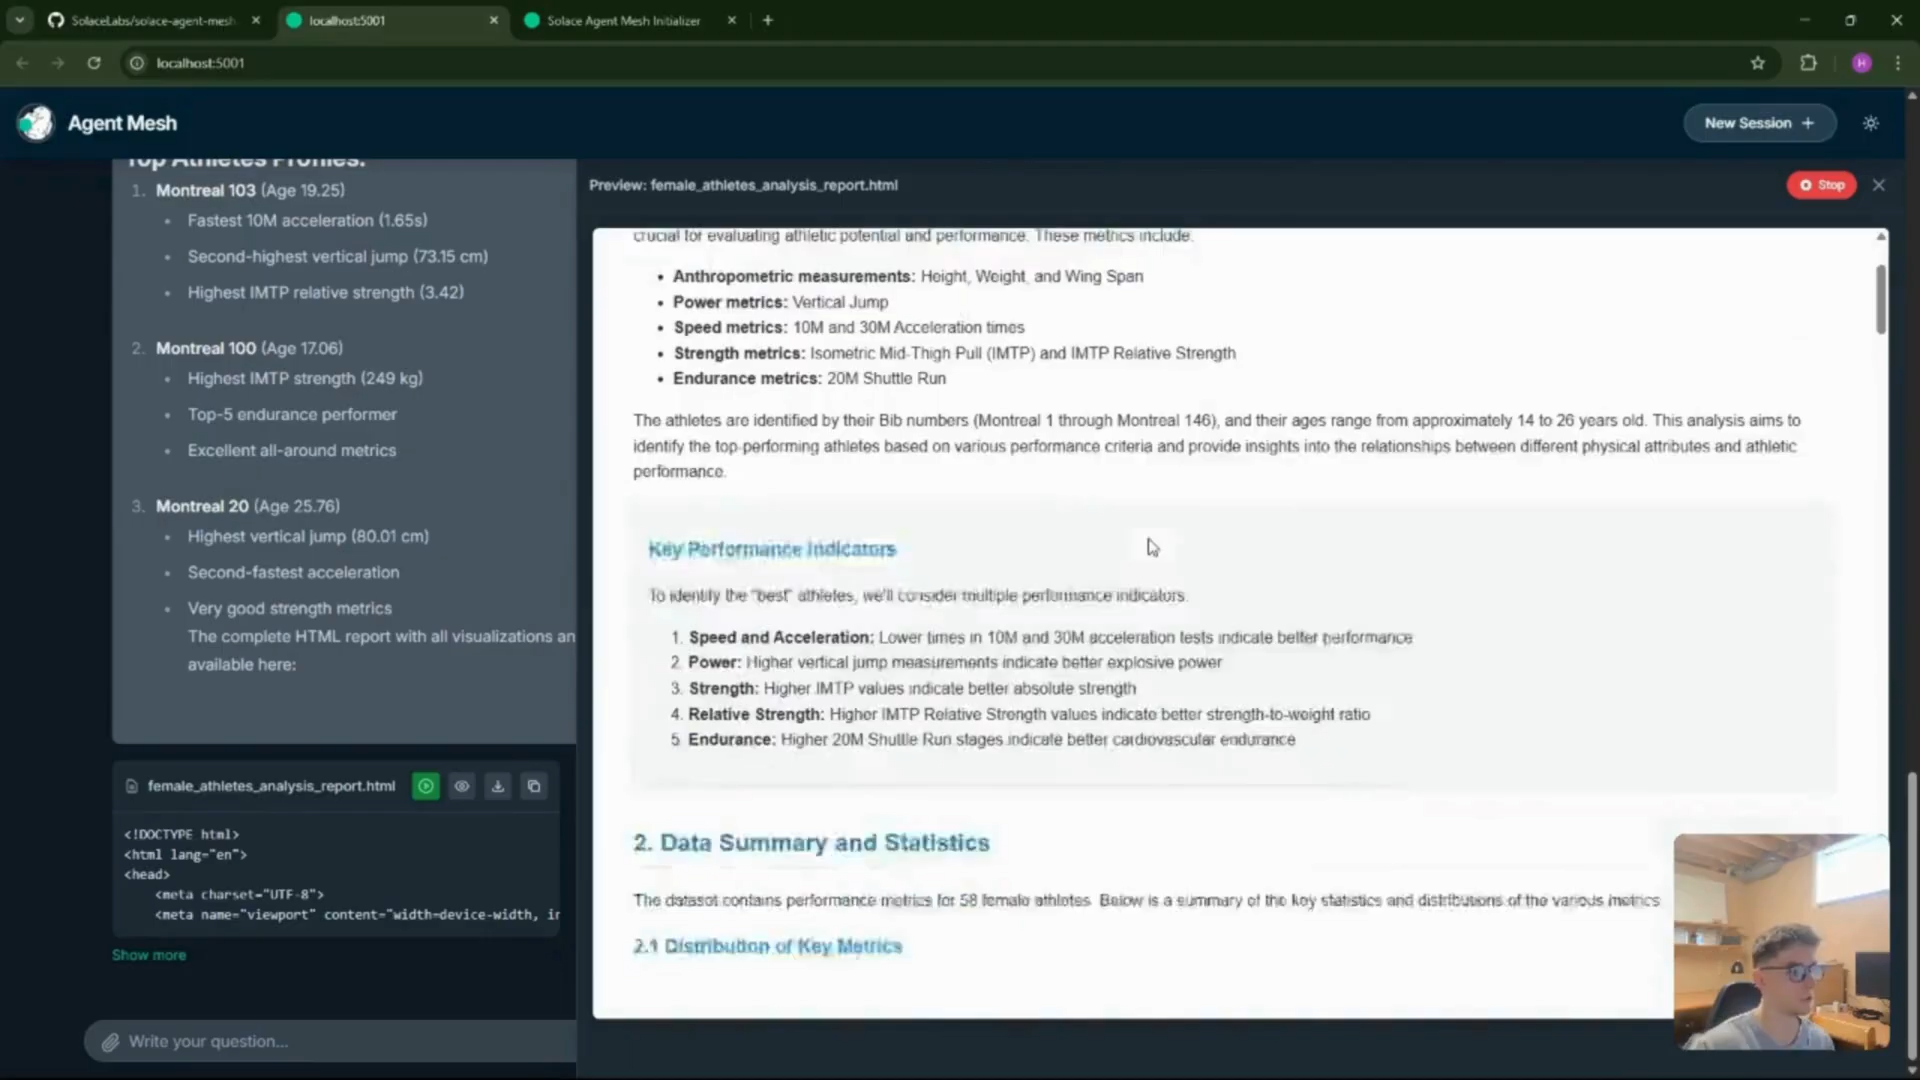 SolaceLabs/solace-agent-mesh
localhost:5001
Solace Agent Mesh Initializer
localhost:5001
H
Agent Mesh
New Session +
Top Athletes Profiles:
1. Montreal 103 (Age 19.25)
• Fastest 10M acceleration (1.65s)
• Second-highest vertical jump (73.15 cm)
• Highest IMTP relative strength (3.42)
2. Montreal 100 (Age 17.06)
• Highest IMTP strength (249 kg)
• Top-5 endurance performer
• Excellent all-around metrics
3. Montreal 20 (Age 25.76)
• Highest vertical jump (80.01 cm)
• Second-fastest acceleration
• Very good strength metrics
The complete HTML report with all visualizations an
available here:
female_athletes_analysis_report.html
<!DOCTYPE html>
<html lang="en">
<head>
<meta charset="UTF-8">
<meta name="viewport" content="width=device-width, in
Show more
Write your question...
Preview: female_athletes_analysis_report.html
Stop
crucial for evaluating athletic potential and performance. These metrics include:
• Anthropometric measurements: Height, Weight, and Wing Span
• Power metrics: Vertical Jump
• Speed metrics: 10M and 30M Acceleration times
• Strength metrics: Isometric Mid-Thigh Pull (IMTP) and IMTP Relative Strength
• Endurance metrics: 20M Shuttle Run
The athletes are identified by their Bib numbers (Montreal 1 through Montreal 146), and their ages range from approximately 14 to 26 years old. This analysis aims to
identify the top-performing athletes based on various performance criteria and provide insights into the relationships between different physical attributes and athletic
performance.
Key Performance Indicators
To identify the "best" athletes, we'll consider multiple performance indicators.
1. Speed and Acceleration: Lower times in 10M and 30M acceleration tests indicate better performance
2. Power: Higher vertical jump measurements indicate better explosive power
3. Strength: Higher IMTP values indicate better absolute strength
4. Relative Strength: Higher IMTP Relative Strength values indicate better strength-to-weight ratio
5. Endurance: Higher 20M Shuttle Run stages indicate better cardiovascular endurance
2. Data Summary and Statistics
The dataset contains performance metrics for 58 female athletes. Below is a summary of the key statistics and distributions of the various metrics
2.1 Distribution of Key Metrics